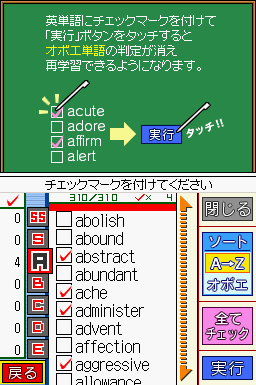 英単語にチェックマークを付けて
「実行」ボタンをタッチすると
オボエ単語の判定が消え
再学習できるようになります。
acute
adore
affirm
alert
実行
タッチ!!
チェックマークを付けてください
310/310 × 4
0 SS abolish
0 S abound
4 A abstract
abundant
0 B ache
0 C administer
0 D advent
0 E affection
aggressive
allowance
閉じる
ソート
A→Z
オボエ
全て
チェック
戻る
実行